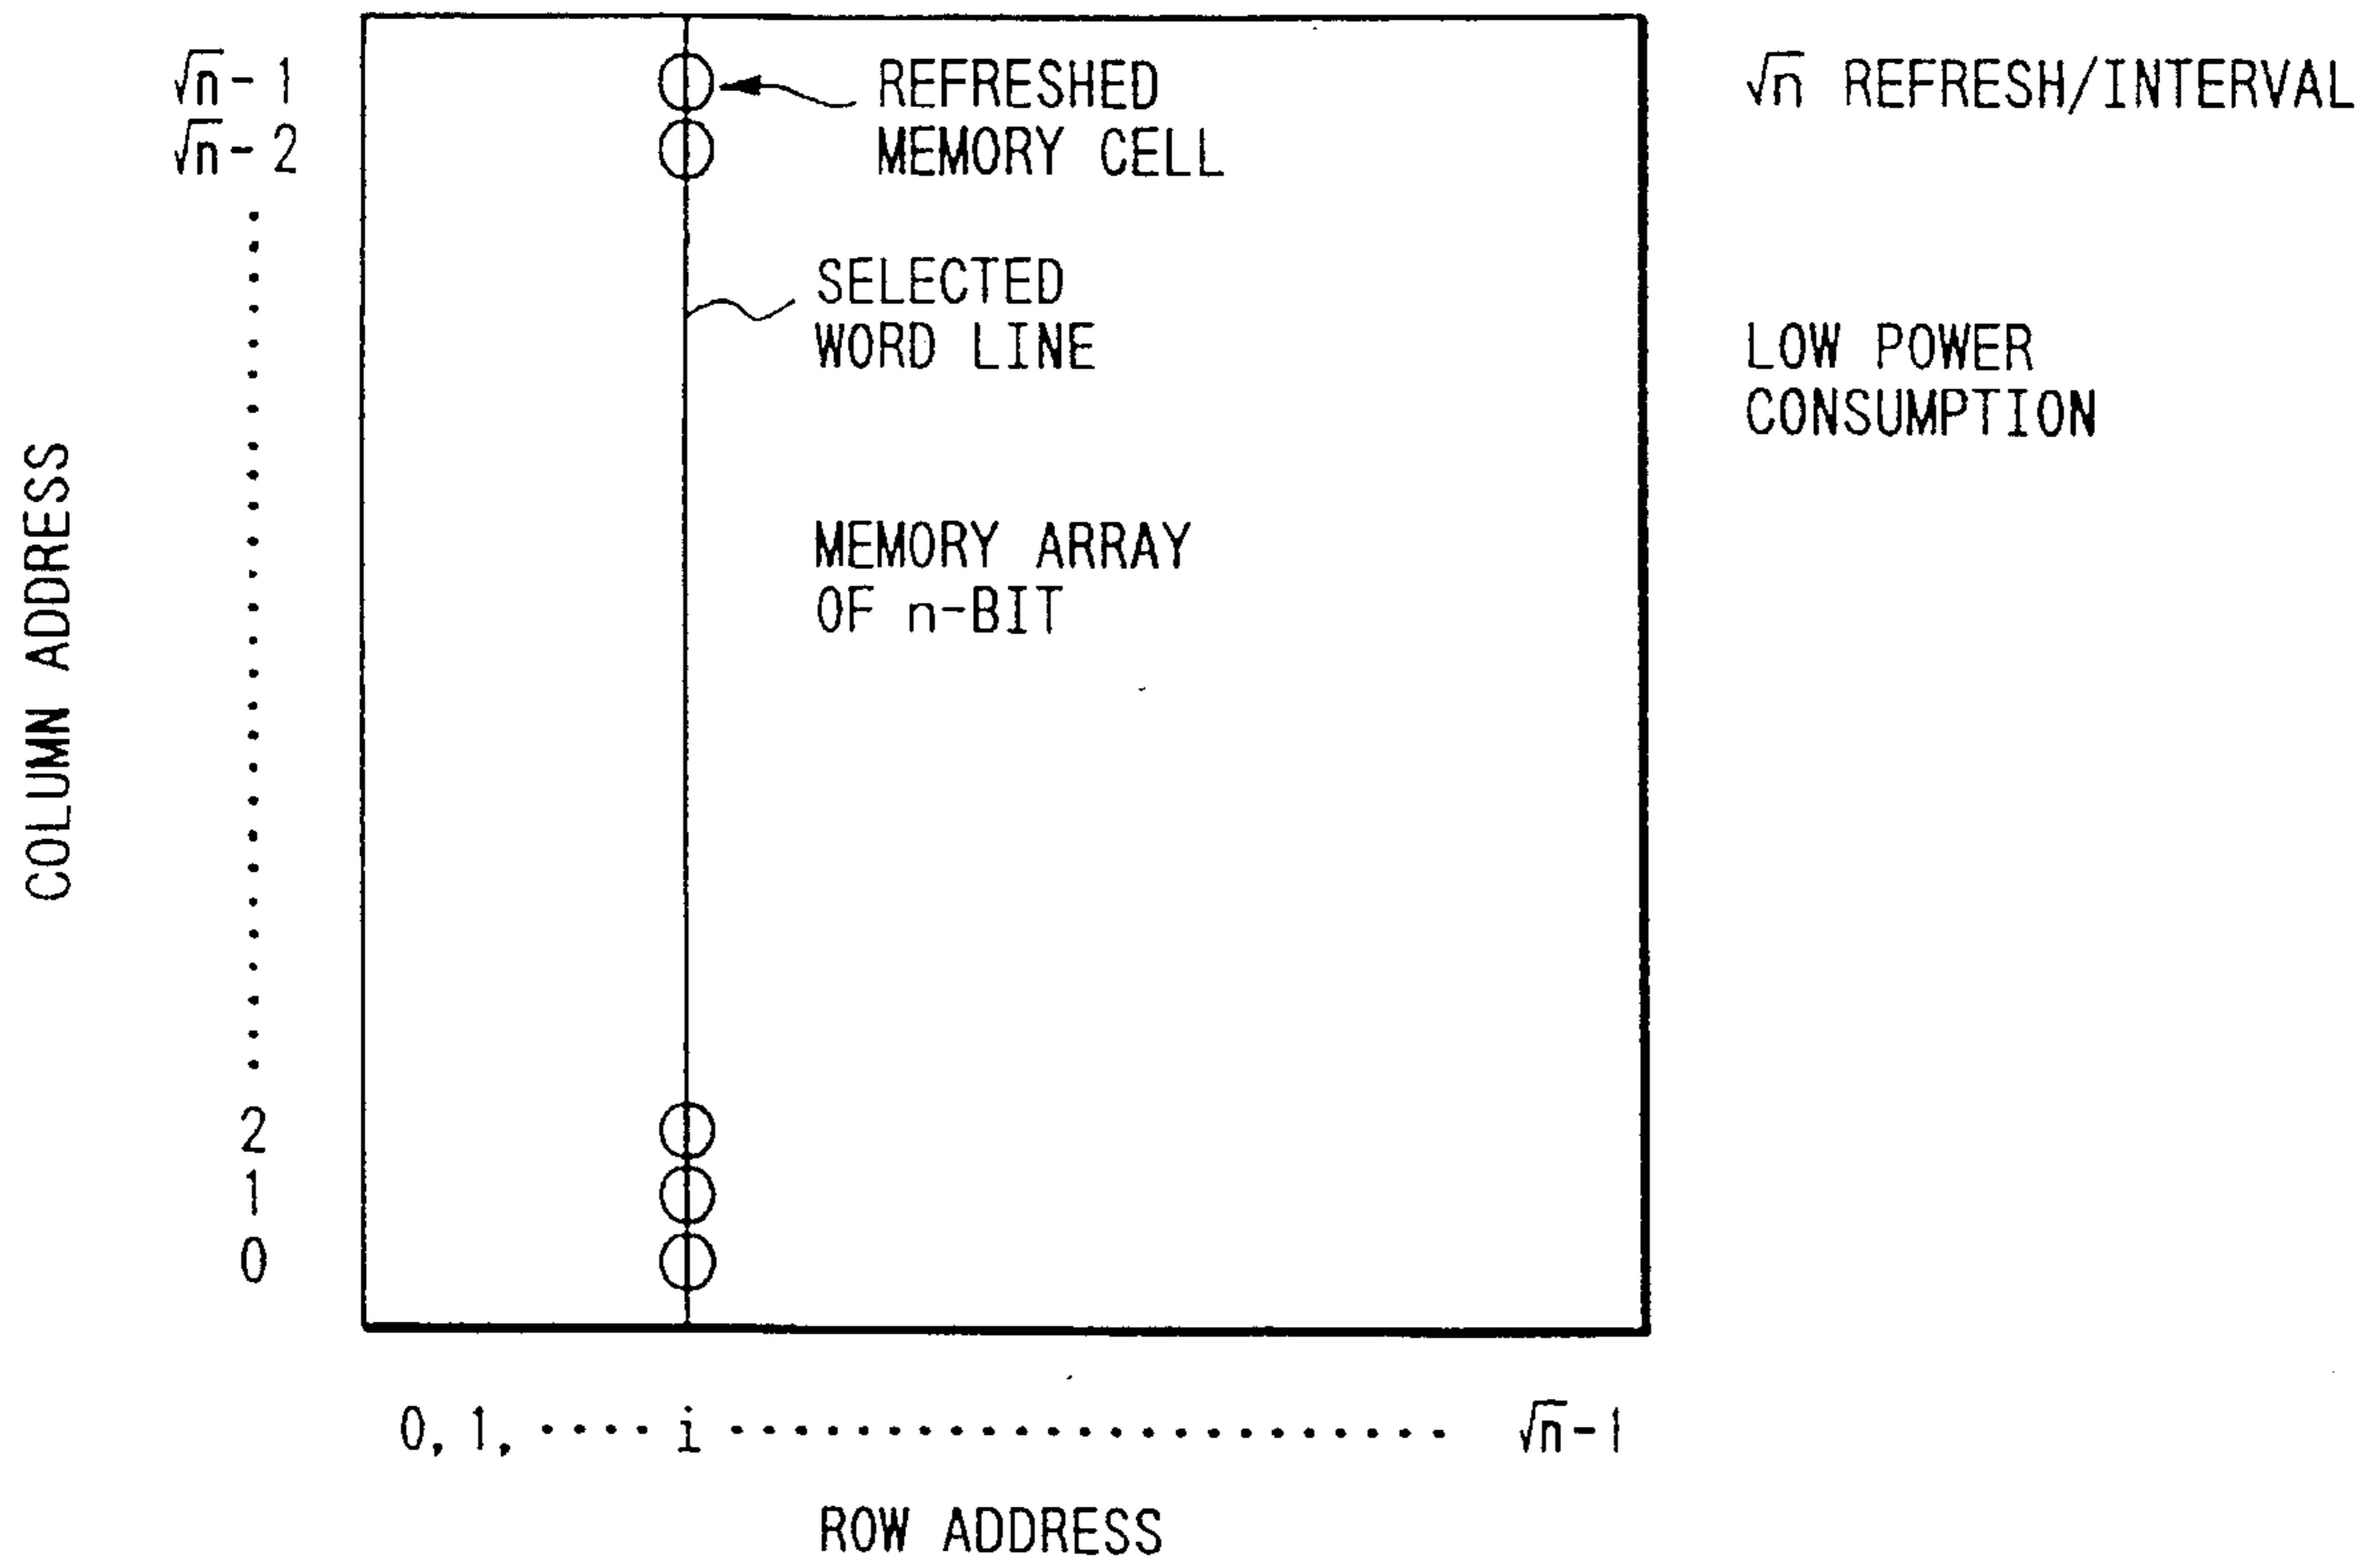 √n-1
√n-2
2
1
0
COLUMN ADDRESS
REFRESHED
MEMORY CELL
SELECTED
WORD LINE
MEMORY ARRAY
OF n-BIT
√n REFRESH/INTERVAL
LOW POWER
CONSUMPTION
0, 1, ···· i ······················· √n-1
ROW ADDRESS